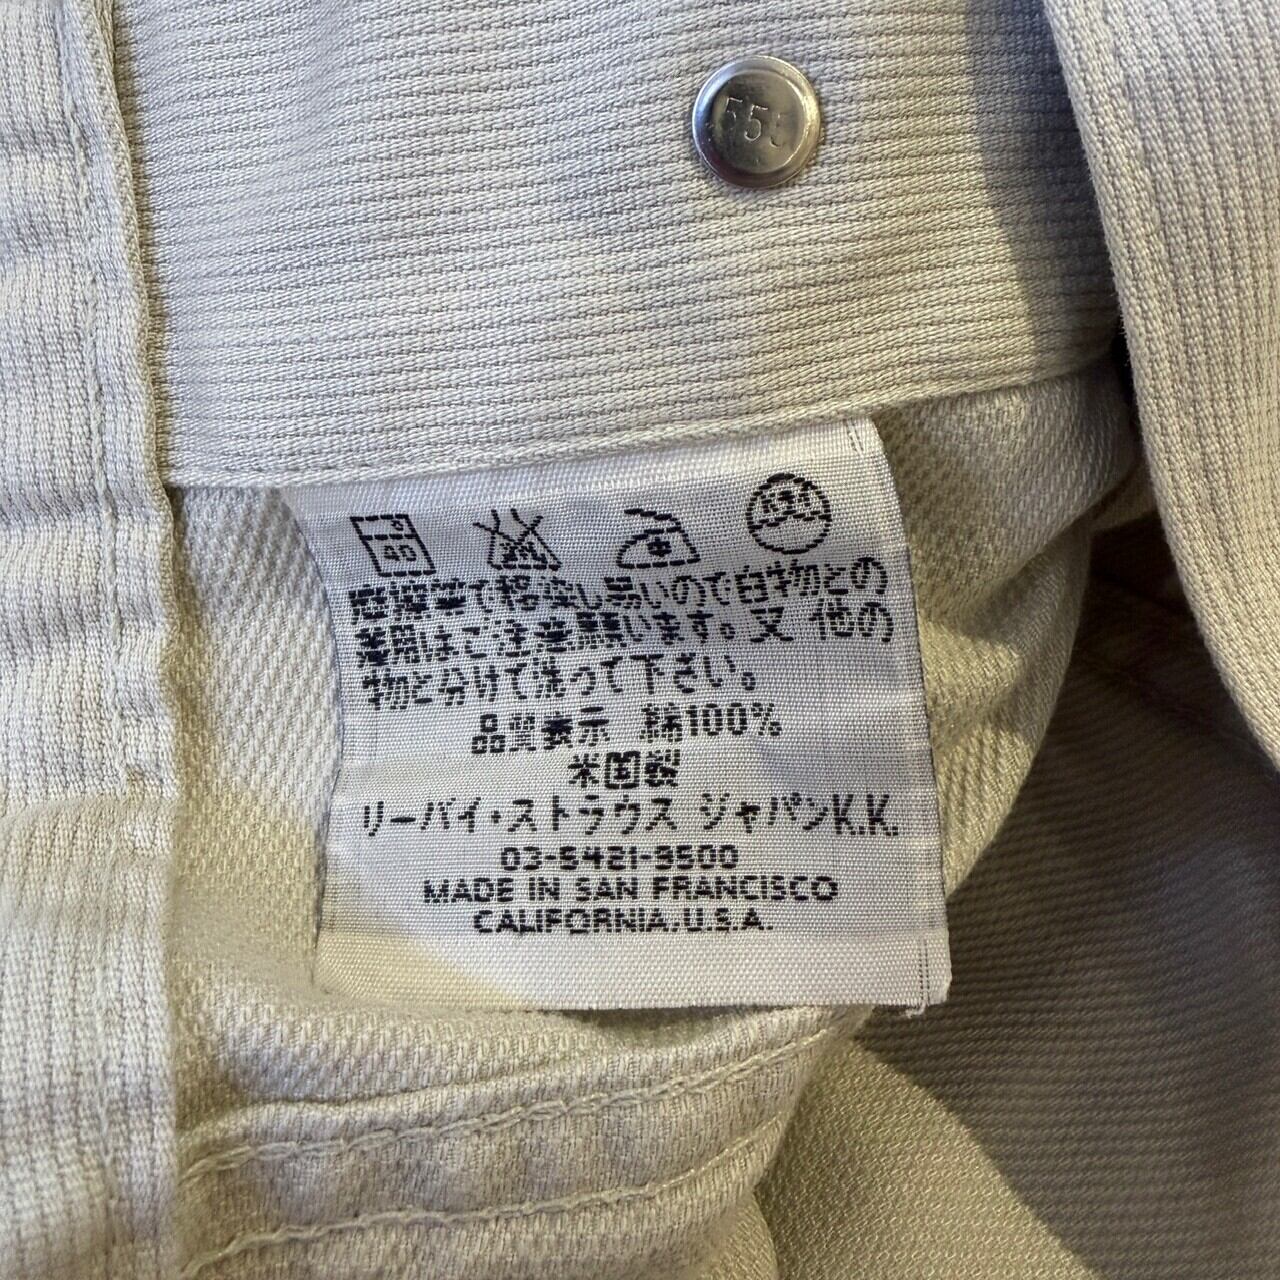 555
40
摩擦等で移染し易いので白物との
着用はご注意願います。又 他の
物と分けて洗って下さい。
品質表示 綿100%
米国製
リーバイ・ストラウス ジャパンK.K.
03-5421-9500
MADE IN SAN FRANCISCO
CALIFORNIA.U.S.A.